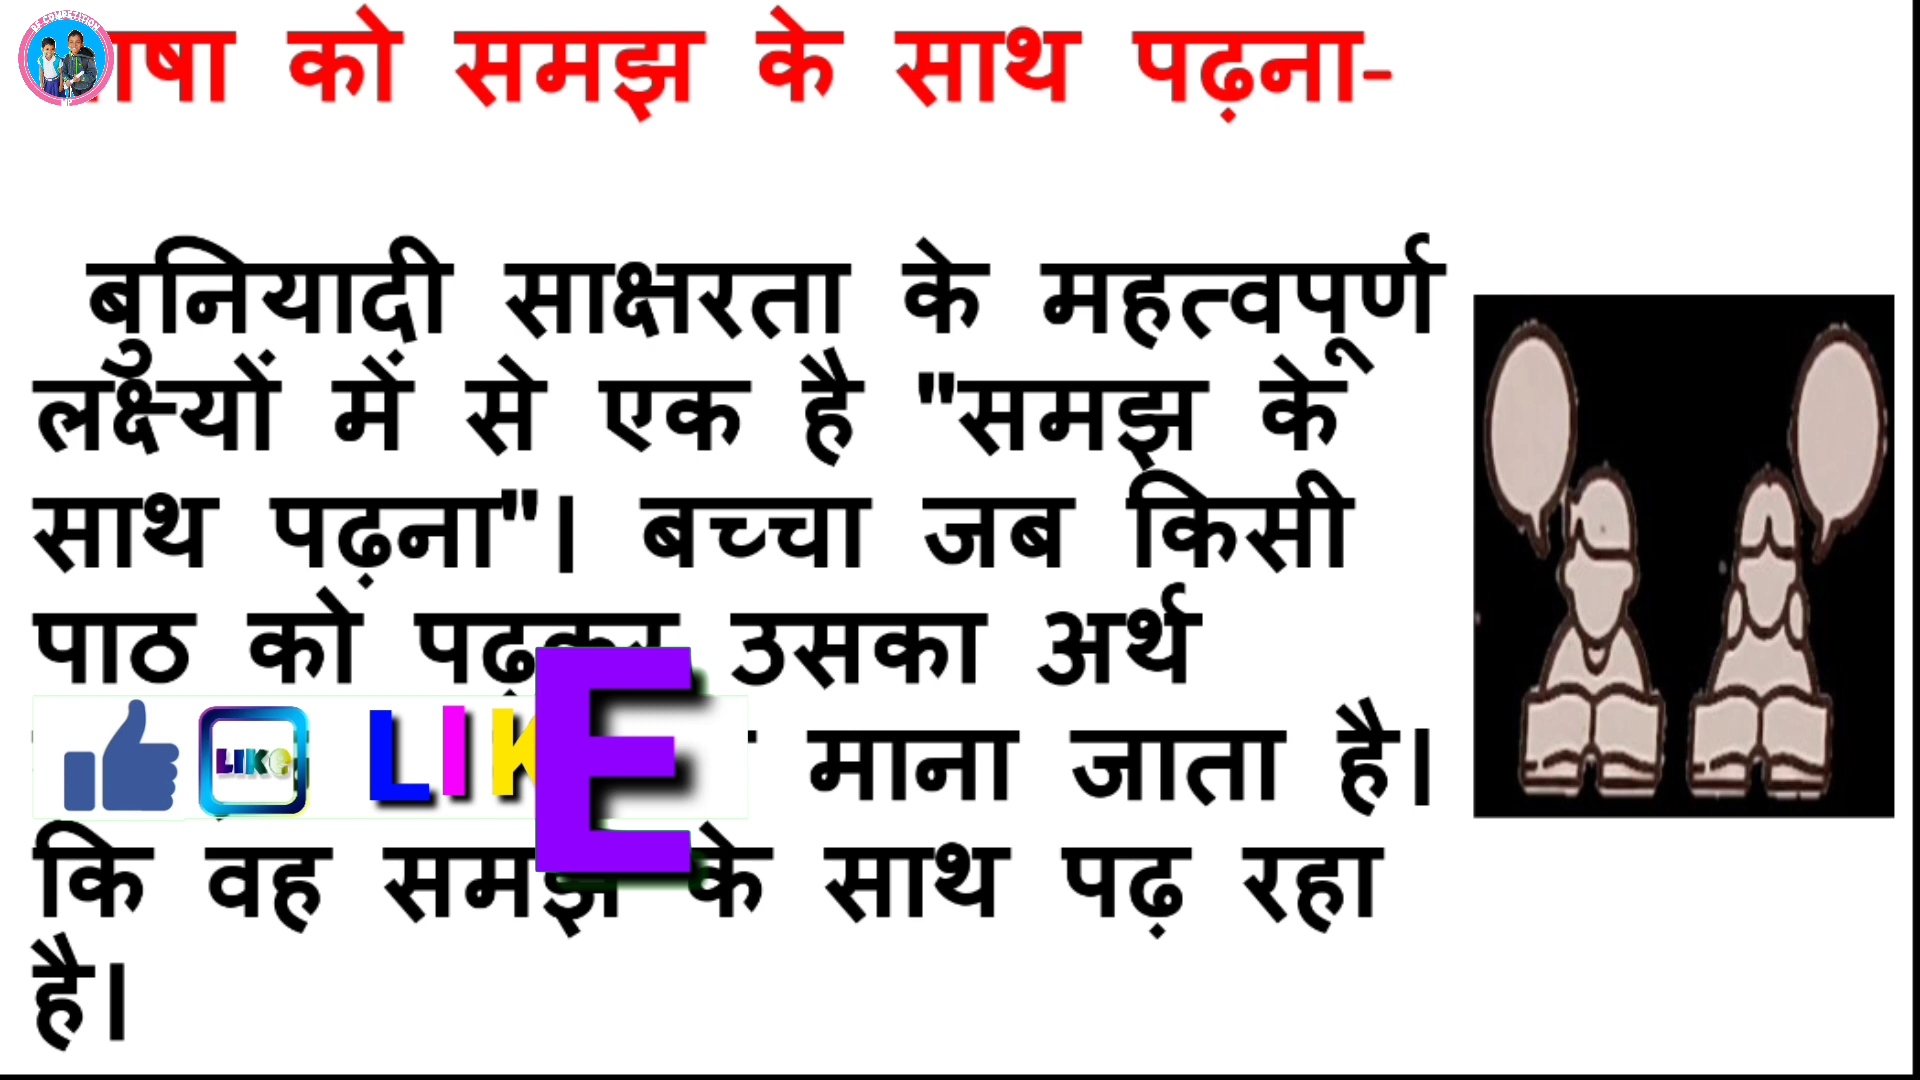 को समझ के साथ पढ़ना-
बुनियादी साक्षरता के महत्वपूर्ण
लक्ष्यों में से एक है "समझ के
साथ पढ़ना"। बच्चा जब किसी
पाठ को पढ़कर उसका अर्थ
माना जाता है।
LIKE
LIKE
कि वह समझ के साथ पढ़ रहा
है।